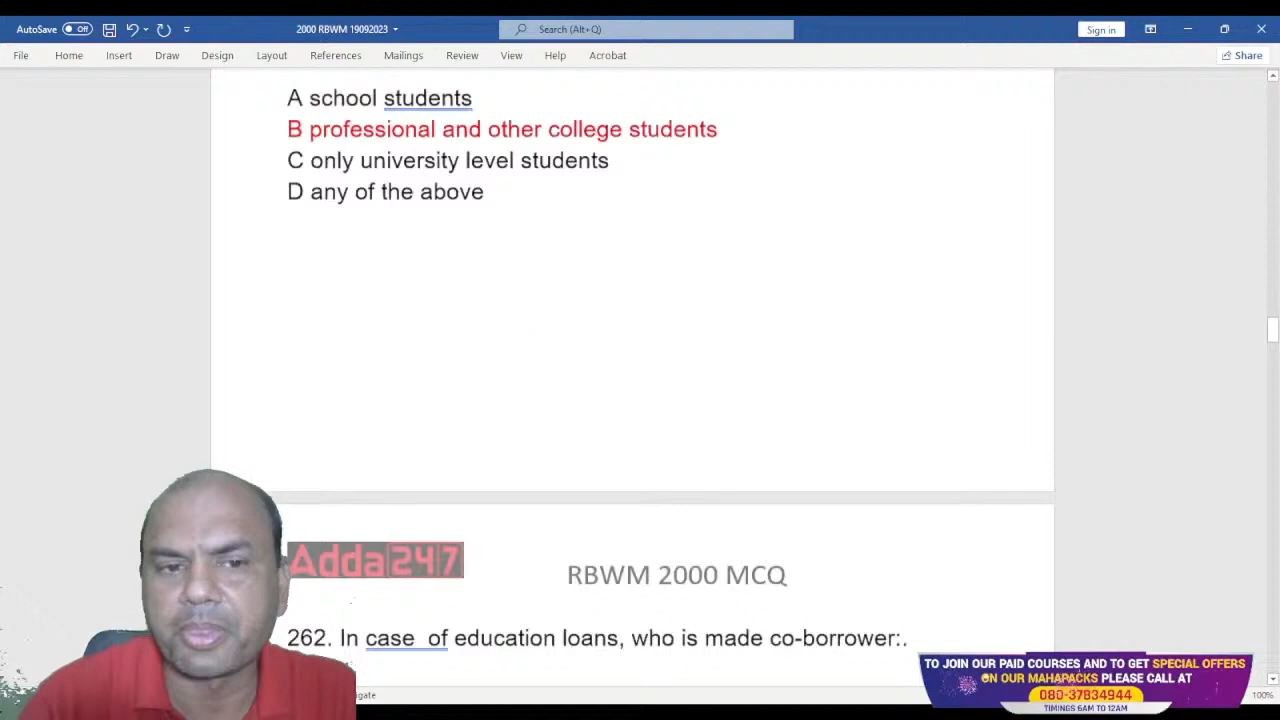 AutoSave Off 2000 RBWM 19092023 Search (Alt+Q) Sign in
File Home Insert Draw Design Layout References Mailings Review View Help Acrobat Share
A school students
B professional and other college students
C only university level students
D any of the above
Adda247
RBWM 2000 MCQ
262. In case of education loans, who is made co-borrower:.
TO JOIN OUR PAID COURSES AND TO GET SPECIAL OFFERS
ON OUR MAHAPACKS PLEASE CALL AT
080-37834944
TIMINGS 6AM TO 12AM
100%